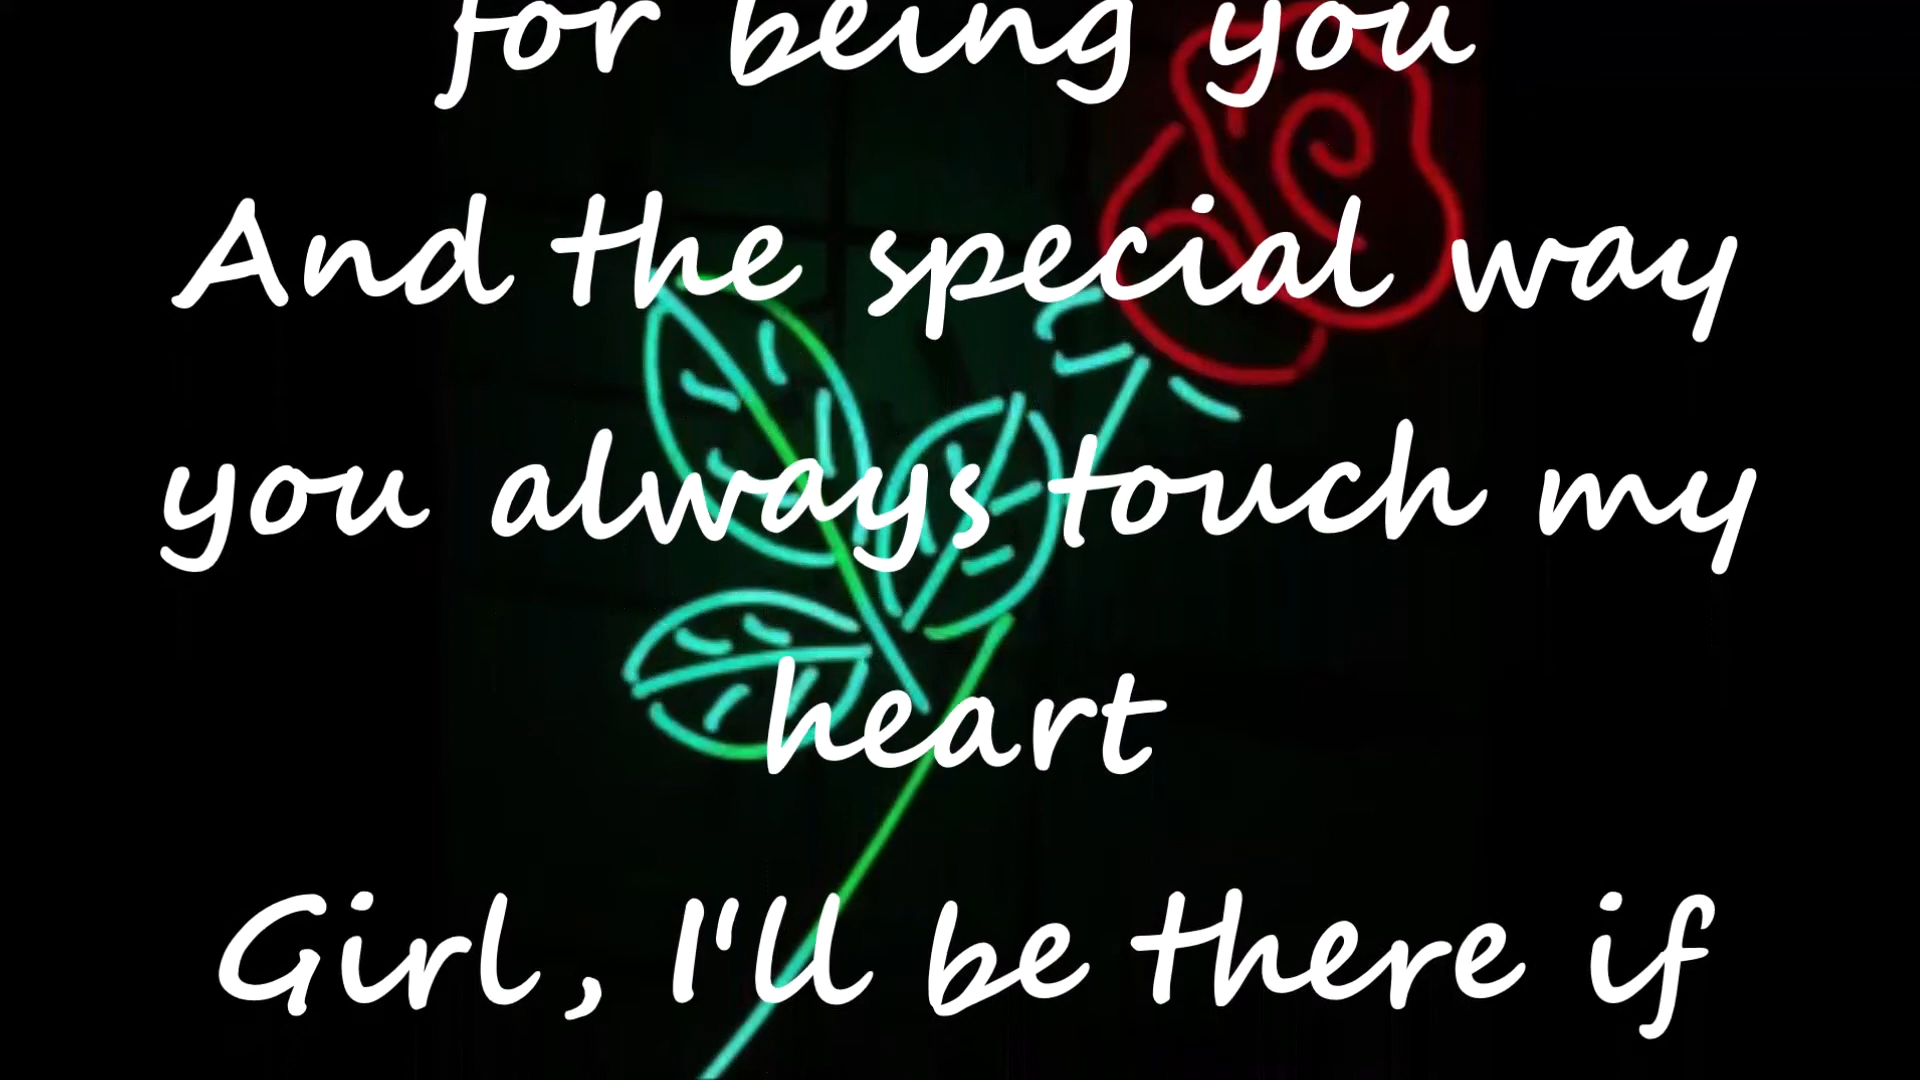 for being you
And the special way
you always touch my
heart
Girl, I'll be there if